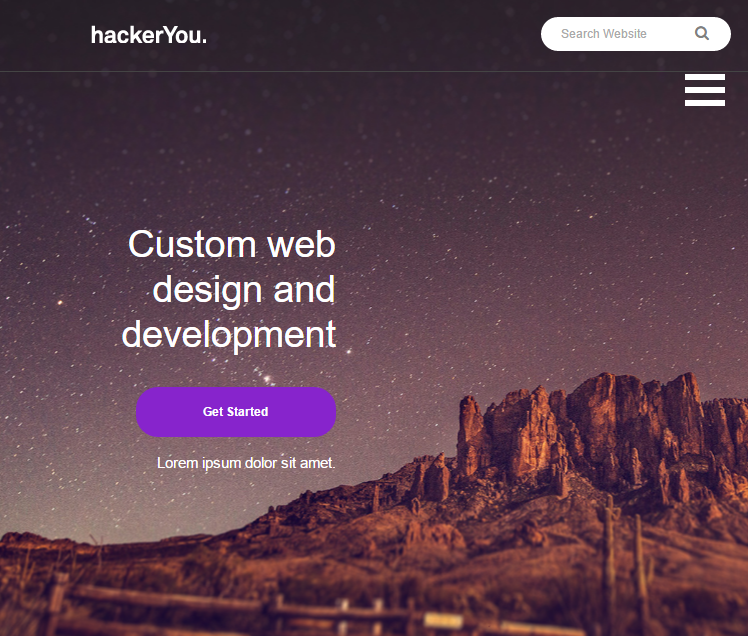 hackerYou.
Search Website
Custom web
design and
development
Get Started
Lorem ipsum dolor sit amet.